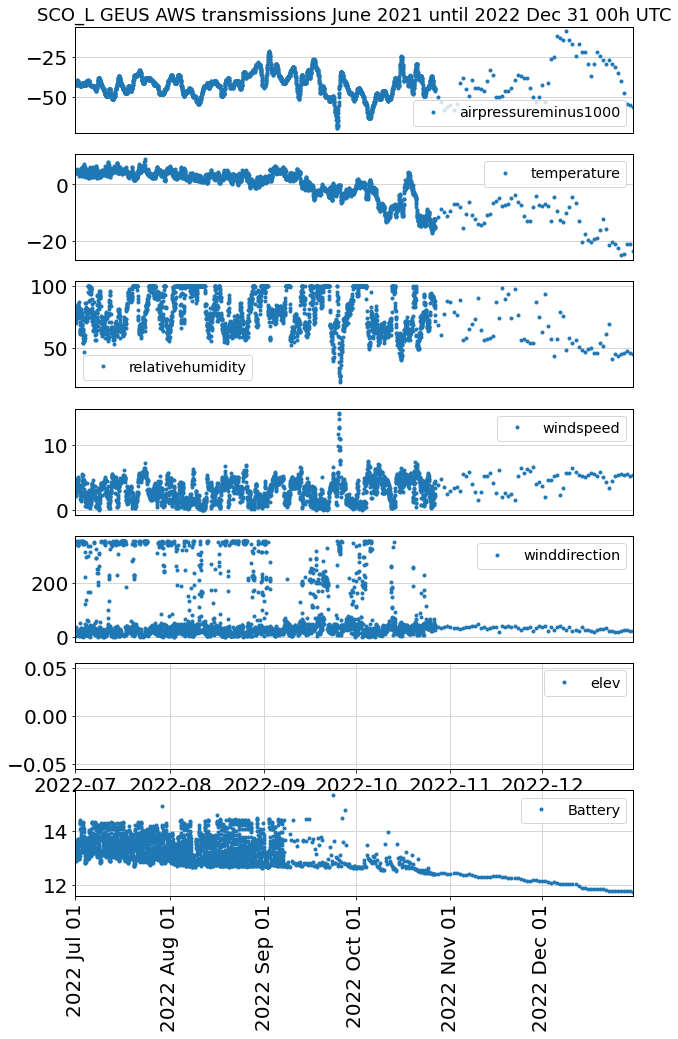 SCO_L GEUS AWS transmissions June 2021 until 2022 Dec 31 00h UTC
−25
−50
airpressureminus1000
temperature
0
−20
100
50
relativehumidity
windspeed
10
0
winddirection
200
0
0.05
elev
0.00
−0.05
2022-07 2022-08 2022-09 2022-10 2022-11 2022-12
Battery
14
12
2022 Jul 01
2022 Aug 01
2022 Sep 01
2022 Oct 01
2022 Nov 01
2022 Dec 01